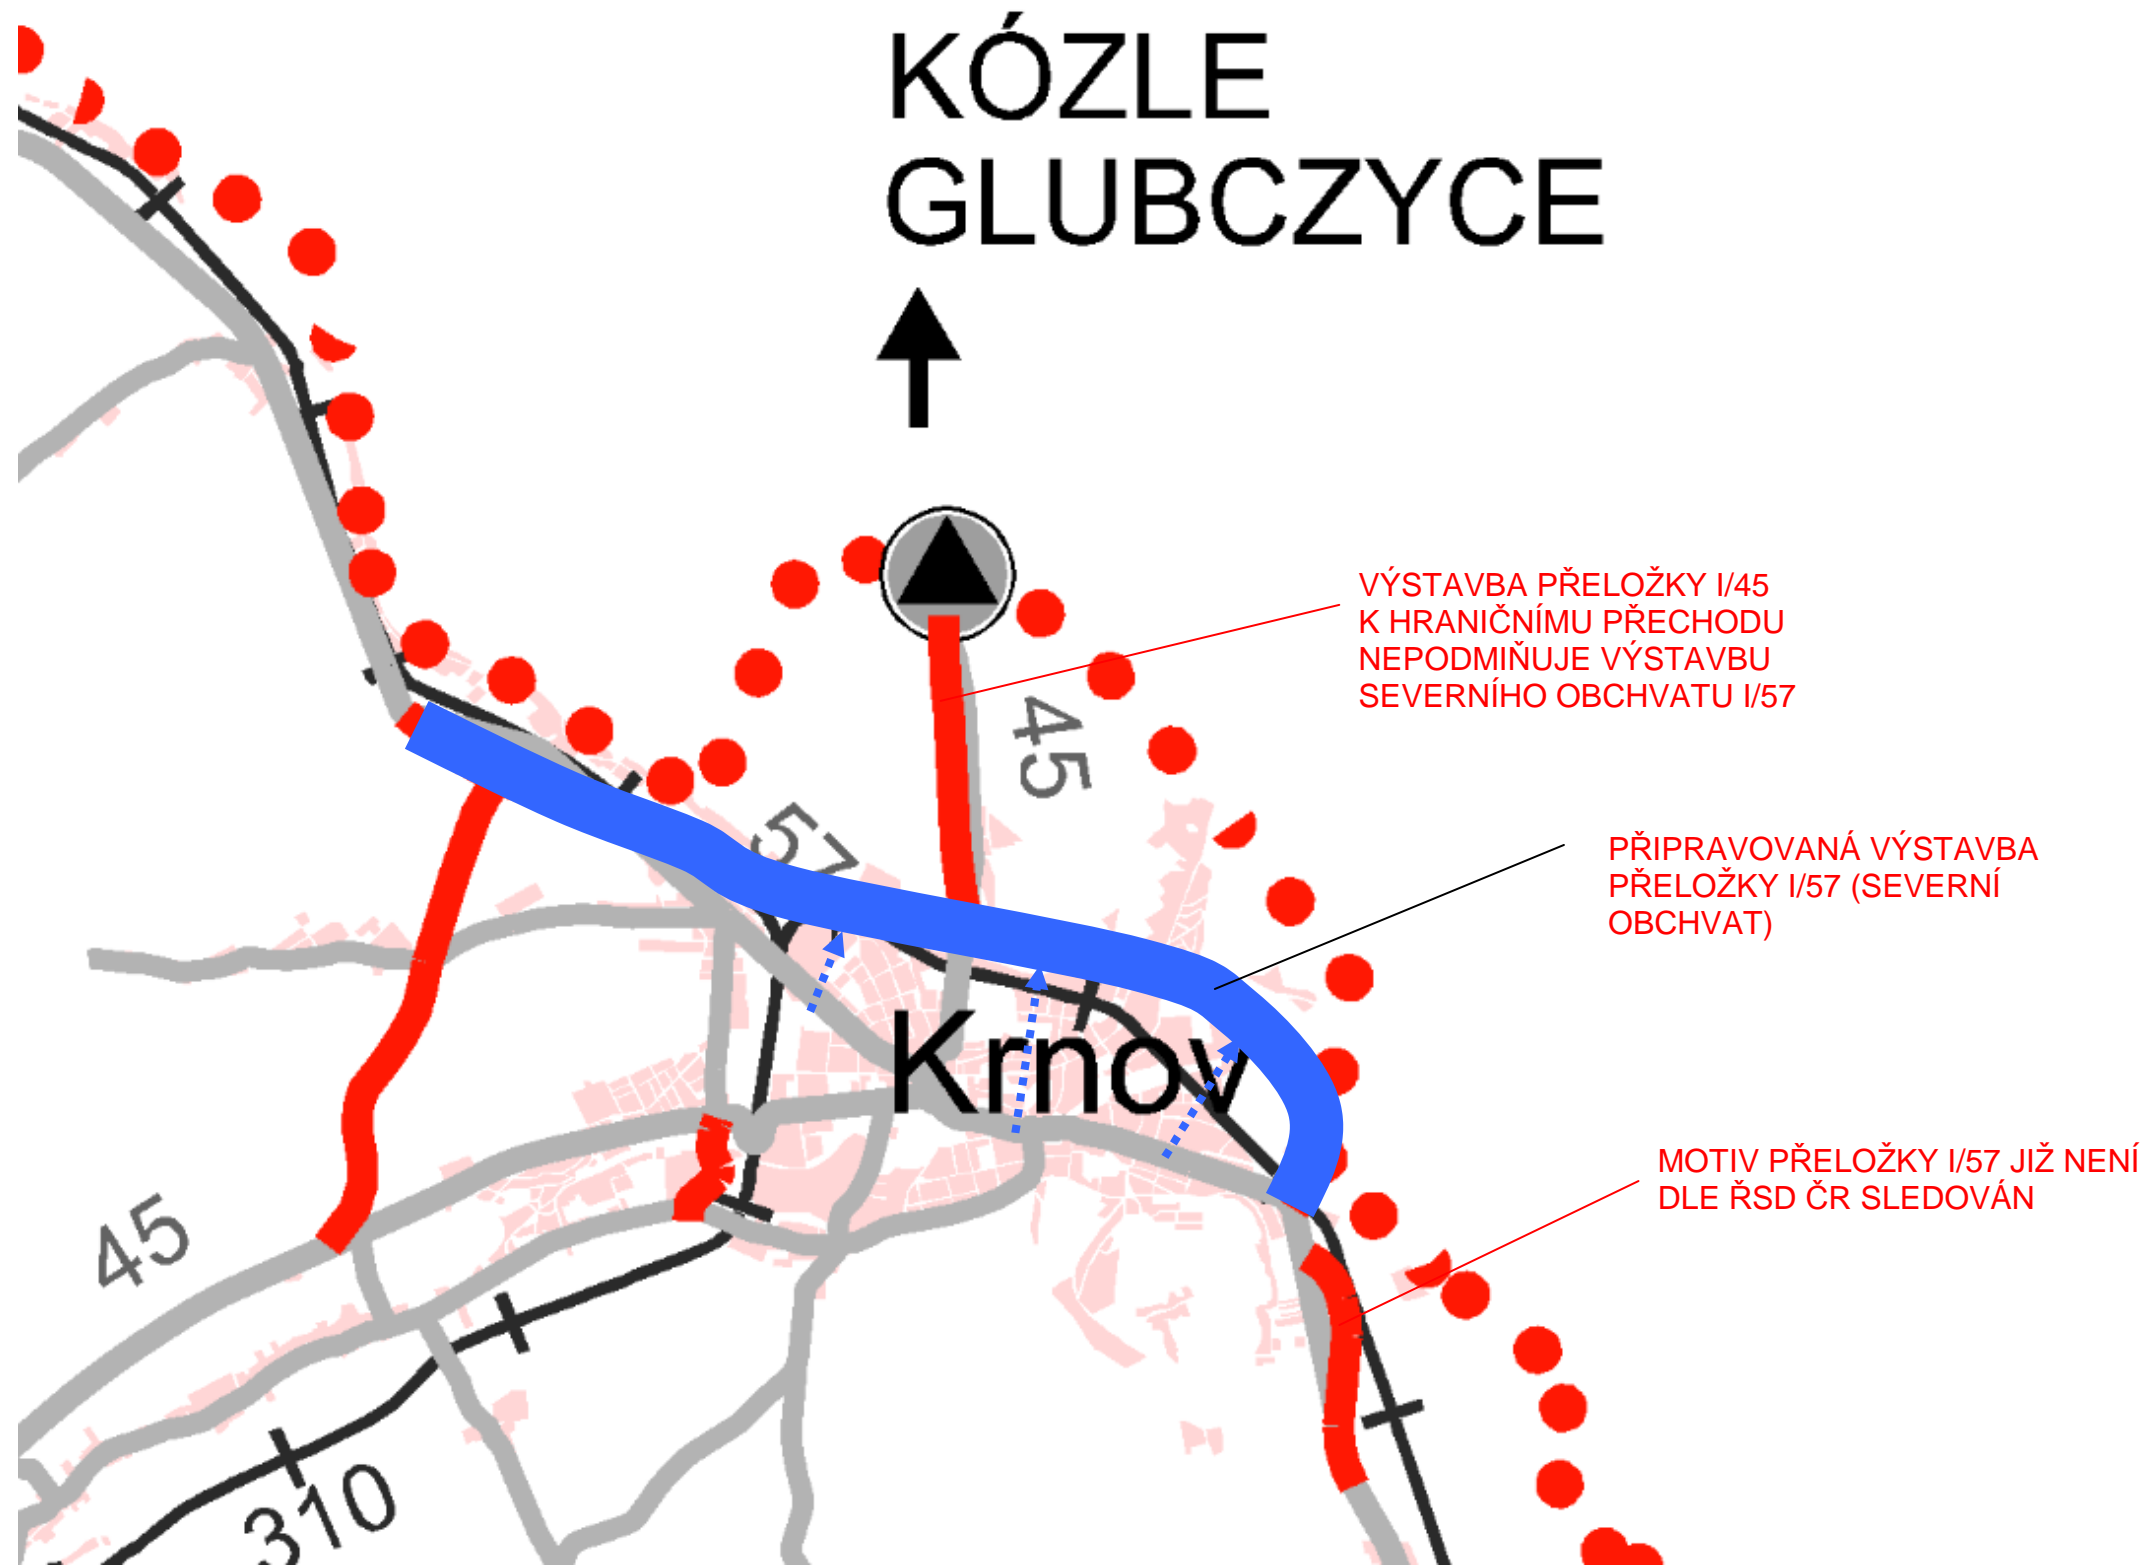 KÓZLE
GLUBCZYCE
VÝSTAVBA PŘELOŽKY I/45
K HRANIČNÍMU PŘECHODU
NEPODMIŇUJE VÝSTAVBU
SEVERNÍHO OBCHVATU I/57
45
57
PŘIPRAVOVANÁ VÝSTAVBA
PŘELOŽKY I/57 (SEVERNÍ
OBCHVAT)
Krnov
MOTIV PŘELOŽKY I/57 JIŽ NENÍ
DLE ŘSD ČR SLEDOVÁN
45
310